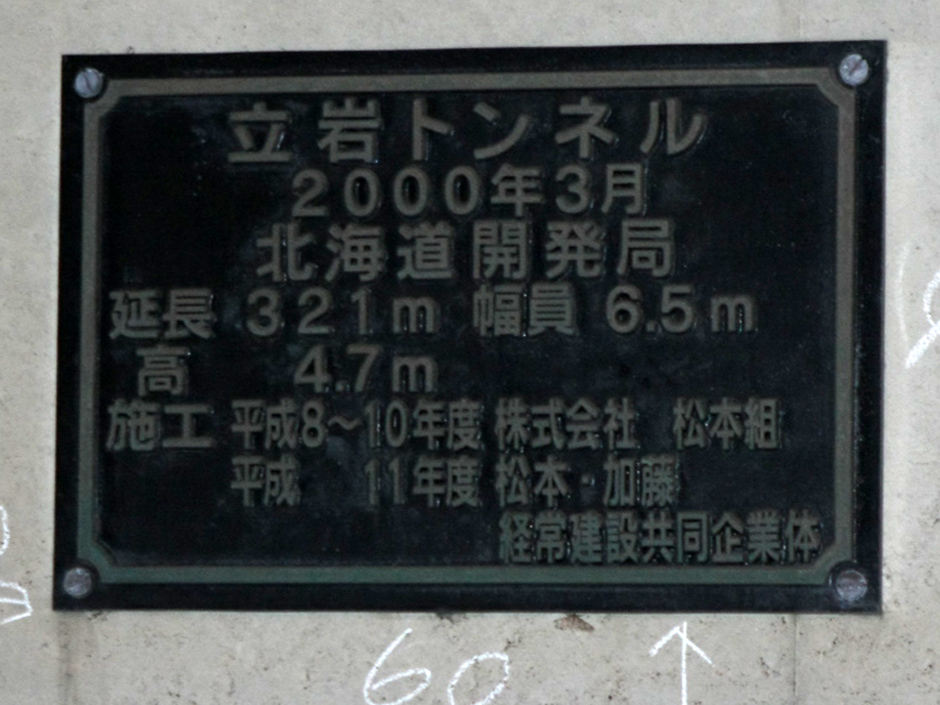 立岩トンネル
2000年3月
北海道開発局
延長 321m 幅員 6.5m
高 4.7m
施工 平成8～10年度 株式会社 松本組
平成 11年度 松本・加藤
経常建設共同企業体
60 ↑